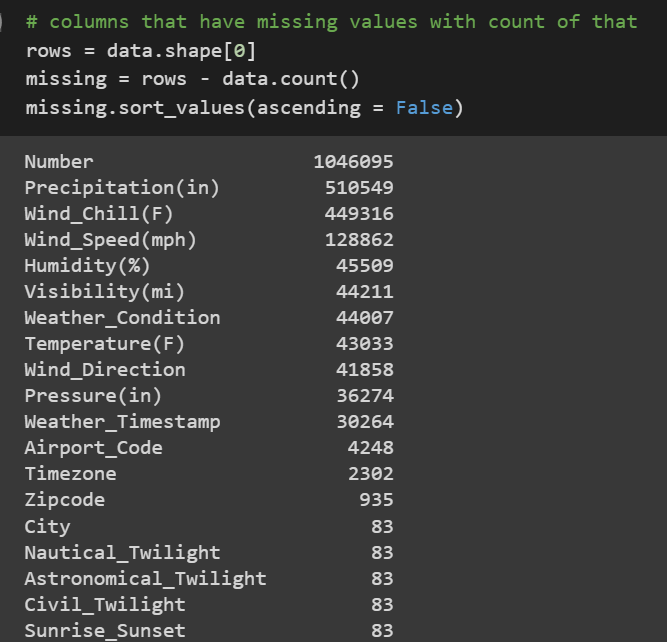 # columns that have missing values with count of that
rows = data.shape[0]
missing = rows - data.count()
missing.sort_values(ascending = False)
Number 1046095
Precipitation(in) 510549
Wind_Chill(F) 449316
Wind_Speed(mph) 128862
Humidity(%) 45509
Visibility(mi) 44211
Weather_Condition 44007
Temperature(F) 43033
Wind_Direction 41858
Pressure(in) 36274
Weather_Timestamp 30264
Airport_Code 4248
Timezone 2302
Zipcode 935
City 83
Nautical_Twilight 83
Astronomical_Twilight 83
Civil_Twilight 83
Sunrise_Sunset 83